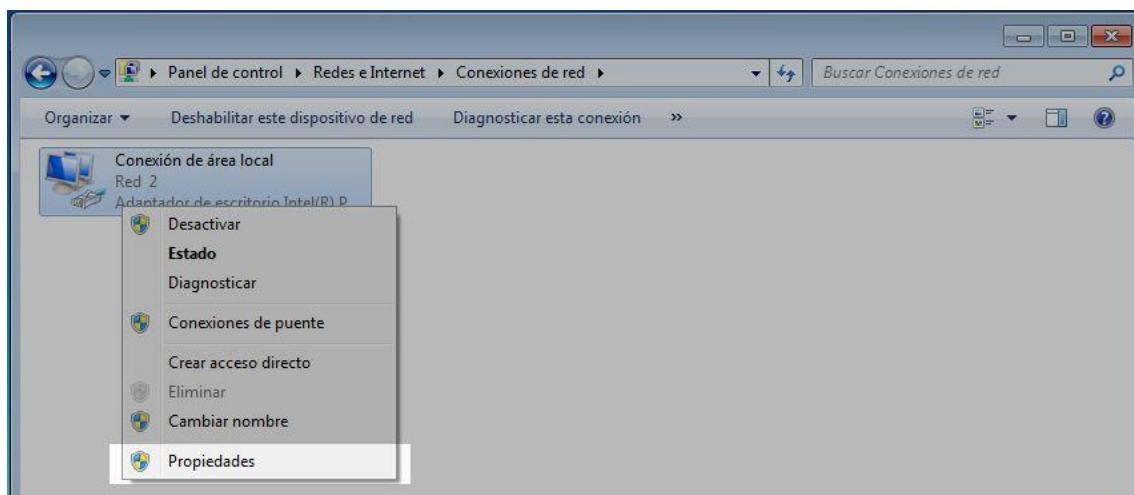 Panel de control Redes e Internet Conexiones de red Buscar Conexiones de red
Organizar Deshabilitar este dispositivo de red Diagnosticar esta conexión »
Conexión de área local
Red 2
Adaptador de escritorio Intel(R) P
Desactivar
Estado
Diagnosticar
Conexiones de puente
Crear acceso directo
Eliminar
Cambiar nombre
Propiedades